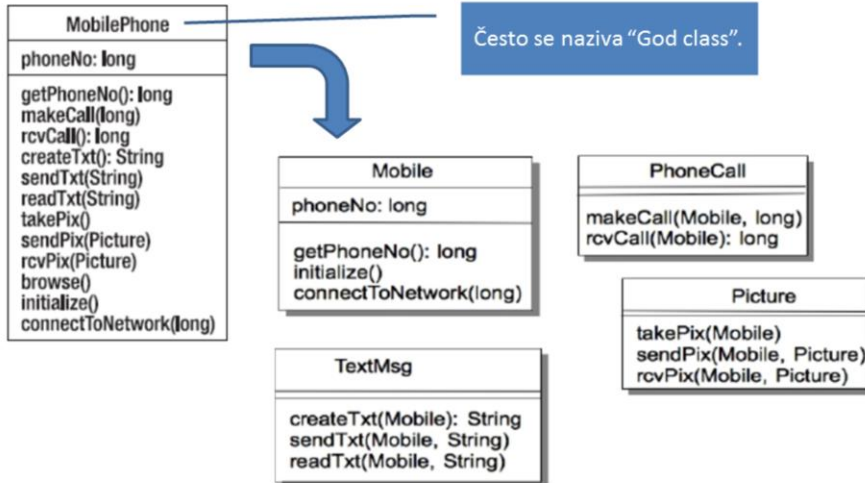 MobilePhone
phoneNo: long
getPhoneNo(): long
makeCall(long)
rcvCall(): long
createTxt(): String
sendTxt(String)
readTxt(String)
takePix()
sendPix(Picture)
rcvPix(Picture)
browse()
initialize()
connectToNetwork(long)
Često se naziva “God class”.
Mobile
phoneNo: long
getPhoneNo(): long
initialize()
connectToNetwork(long)
PhoneCall
makeCall(Mobile, long)
rcvCall(Mobile): long
Picture
takePix(Mobile)
sendPix(Mobile, Picture)
rcvPix(Mobile, Picture)
TextMsg
createTxt(Mobile): String
sendTxt(Mobile, String)
readTxt(Mobile, String)